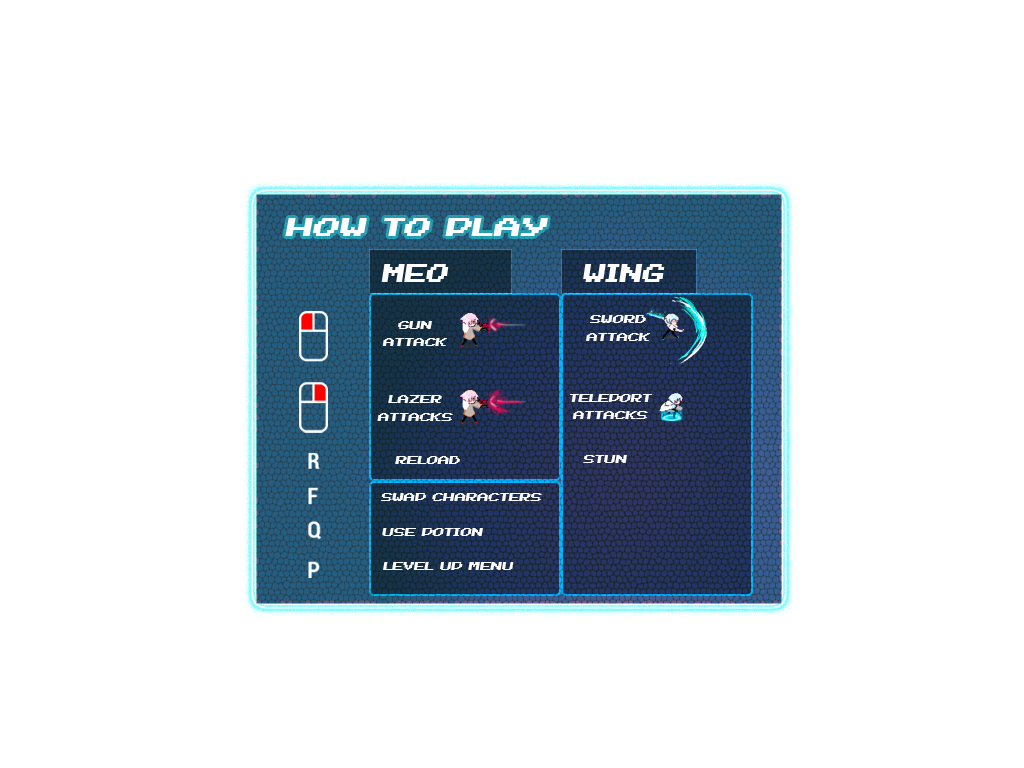 HOW TO PLAY
MEO
WING
GUN
ATTACK
SWORD
ATTACK
LAZER
ATTACKS
TELEPORT
ATTACKS
R
RELOAD
STUN
F
SWAP CHARACTERS
Q
USE POTION
P
LEVEL UP MENU